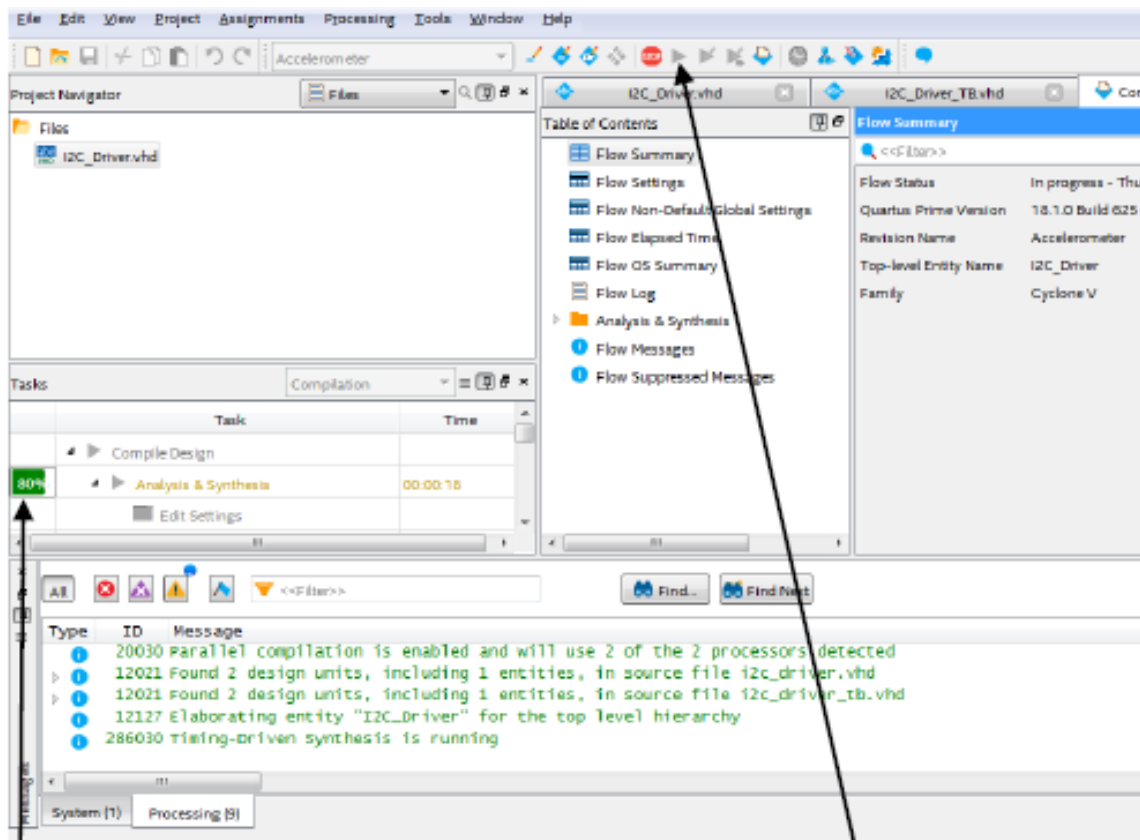 File Edit View Project Assignments Processing Tools Window Help
STOP
Accelerometer
Project Navigator Files
I2C_Driver.vhd I2C_Driver_TB.vhd
Files
I2C_Driver.vhd
Table of Contents
Flow Summary
Flow Settings
Flow Non-Default Global Settings
Flow Elapsed Time
Flow OS Summary
Flow Log
Analysis & Synthesis
Flow Messages
Flow Suppressed Messages
Flow Summary
<<Filter>>
Flow Status In progress - Thu
Quartus Prime Version 18.1.0 Build 625
Revision Name Accelerometer
Top-level Entity Name I2C_Driver
Family Cyclone V
Tasks Compilation
Task Time
Compile Design
80% Analysis & Synthesis 00:00:18
Edit Settings
All <<Filter>> Find... Find Next
Type ID Message
20030 Parallel compilation is enabled and will use 2 of the 2 processors detected
12021 Found 2 design units, including 1 entities, in source file i2c_driver.vhd
12021 Found 2 design units, including 1 entities, in source file i2c_driver_tb.vhd
12127 Elaborating entity "I2C_Driver" for the top level hierarchy
286030 Timing-Driven Synthesis is running
Messages
System (1) Processing (9)